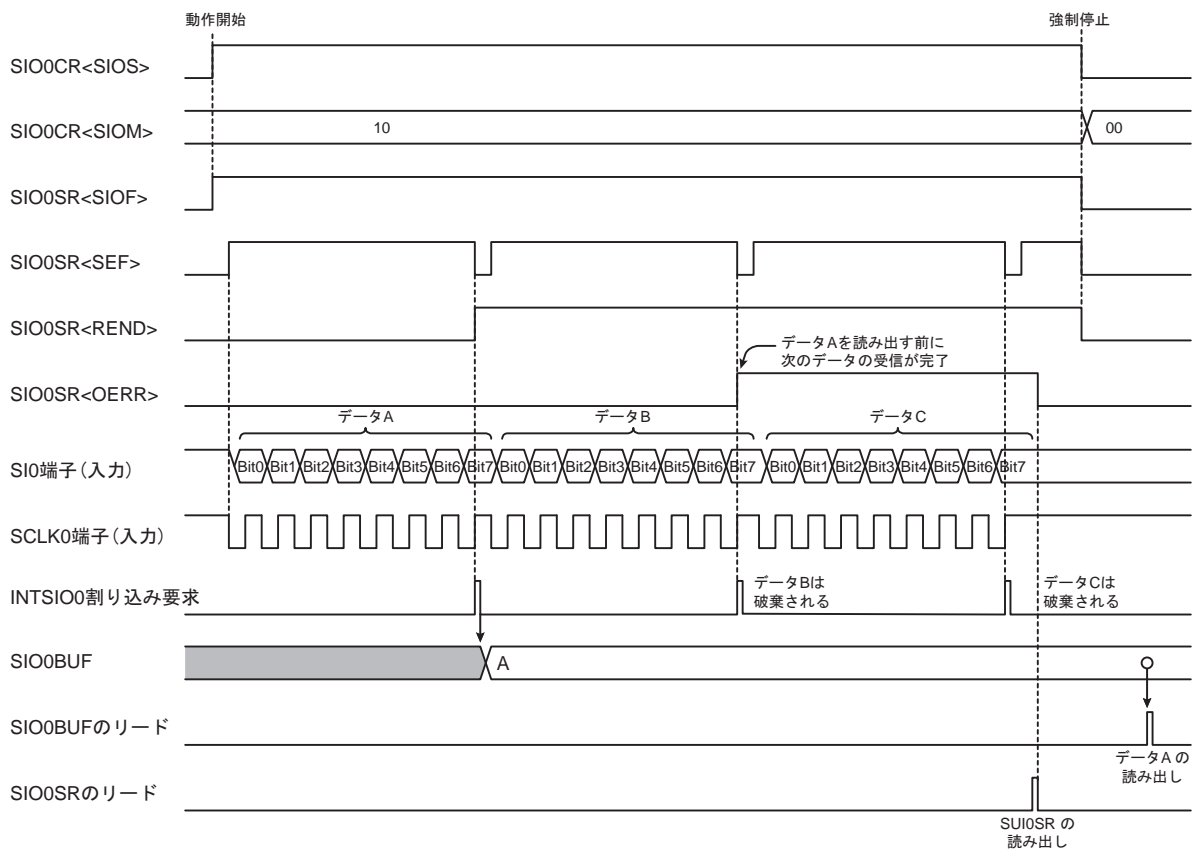 動作開始
強制停止
SIO0CR<SIOS>
SIO0CR<SIOM>
10
00
SIO0SR<SIOF>
SIO0SR<SEF>
SIO0SR<REND>
データAを読み出す前に
次のデータの受信が完了
SIO0SR<OERR>
データA
データB
データC
SI0端子(入力)
Bit0 Bit1 Bit2 Bit3 Bit4 Bit5 Bit6 Bit7 Bit0 Bit1 Bit2 Bit3 Bit4 Bit5 Bit6 Bit7 Bit0 Bit1 Bit2 Bit3 Bit4 Bit5 Bit6 Bit7
SCLK0端子(入力)
INTSIO0割り込み要求
データBは
破棄される
データCは
破棄される
SIO0BUF
A
SIO0BUFのリード
データA の
読み出し
SIO0SRのリード
SUI0SR の
読み出し